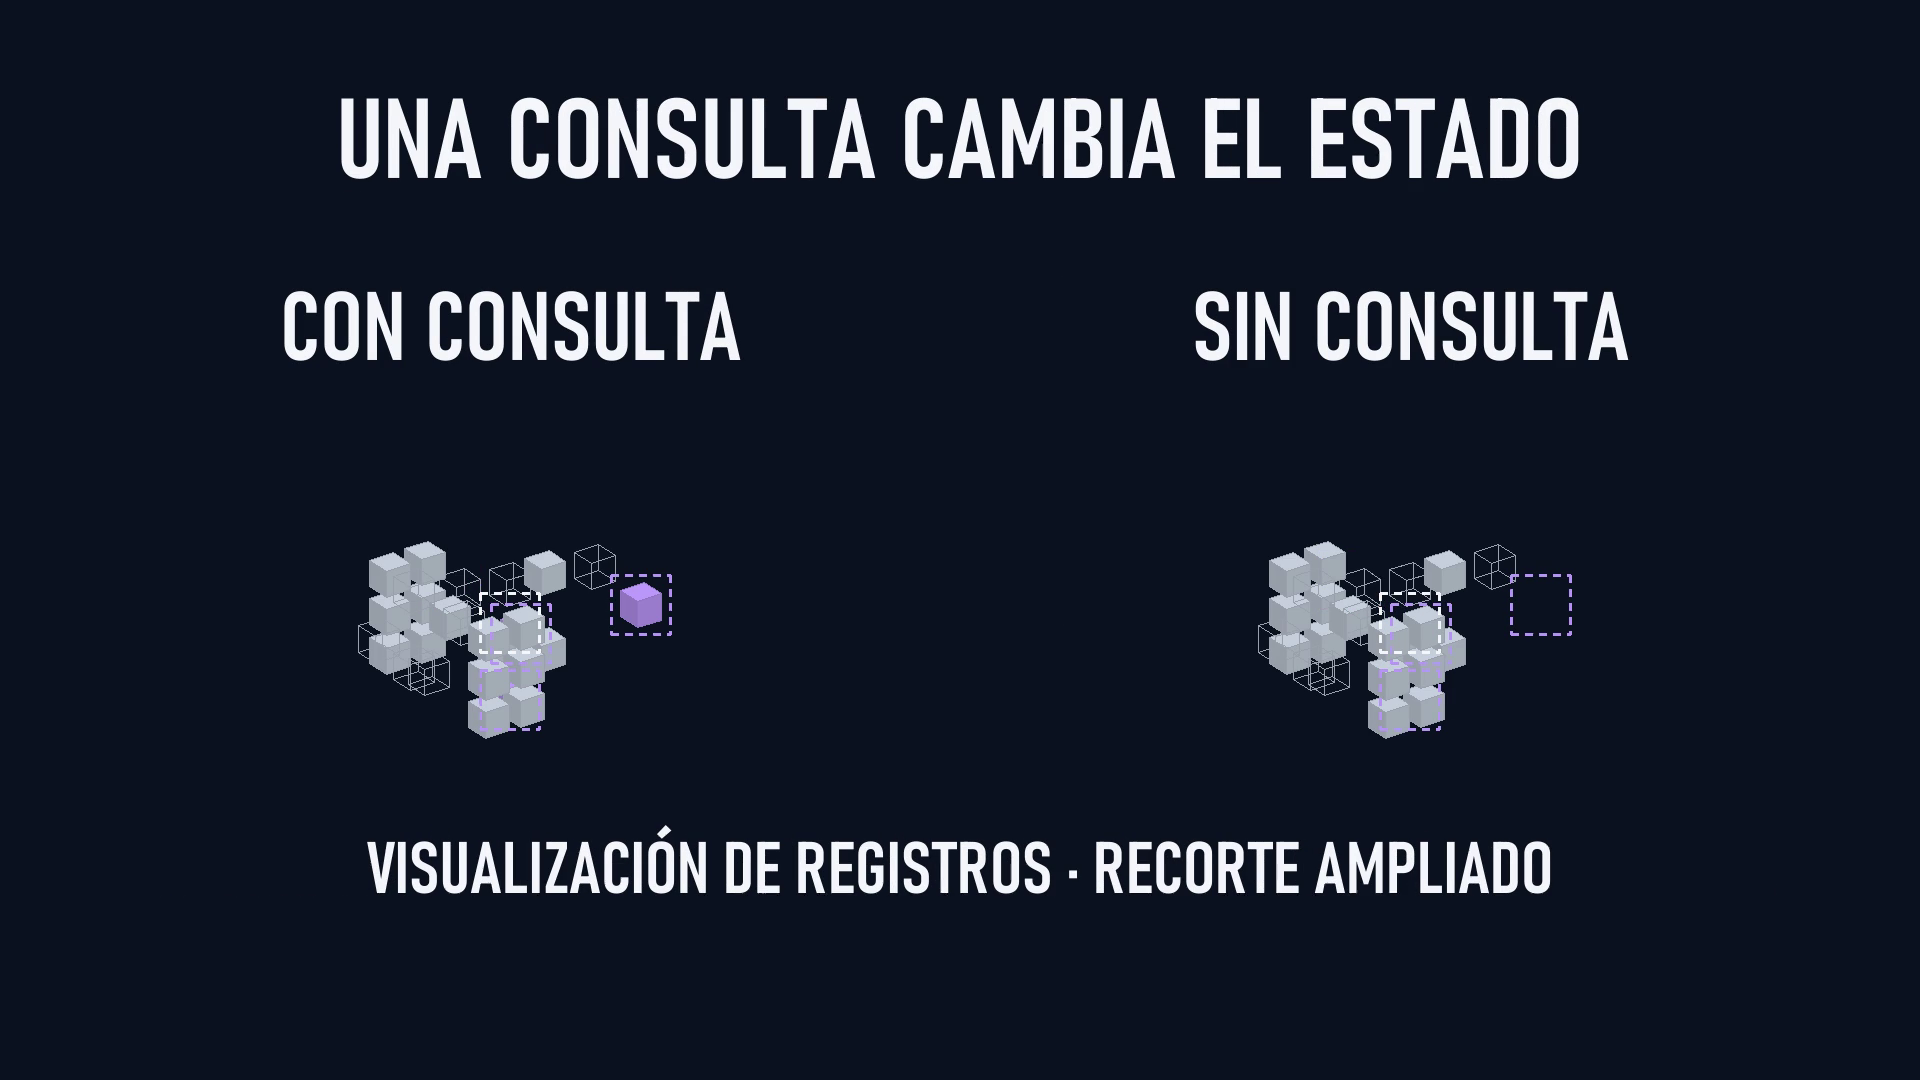 UNA CONSULTA CAMBIA EL ESTADO
CON CONSULTA
SIN CONSULTA
VISUALIZACIÓN DE REGISTROS · RECORTE AMPLIADO